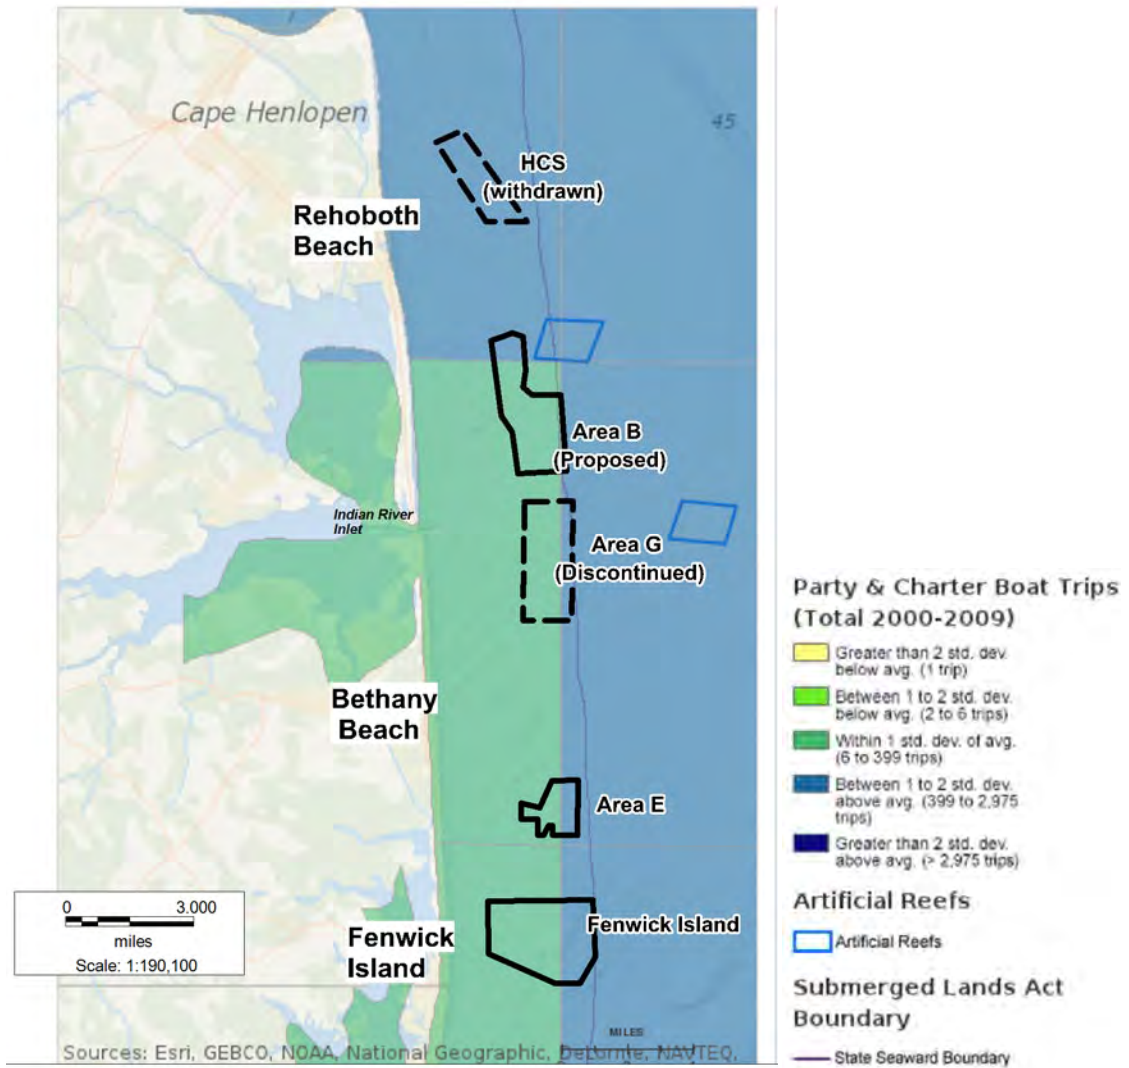 Cape Henlopen
45
HCS
(withdrawn)
Rehoboth
Beach
Area B
(Proposed)
Indian River
Inlet
Area G
(Discontinued)
Bethany
Beach
Area E
Fenwick Island
Fenwick
Island
0 3.000
miles
Scale: 1:190,100
MILES
Sources: Esri, GEBCO, NOAA, National Geographic, DeLorme, NAVTEQ,
Party & Charter Boat Trips
(Total 2000-2009)
Greater than 2 std. dev.
below avg. (1 trip)
Between 1 to 2 std. dev.
below avg. (2 to 6 trips)
Within 1 std. dev. of avg.
(6 to 399 trips)
Between 1 to 2 std. dev.
above avg. (399 to 2,975
trips)
Greater than 2 std. dev.
above avg. (> 2,975 trips)
Artificial Reefs
Artificial Reefs
Submerged Lands Act
Boundary
State Seaward Boundary